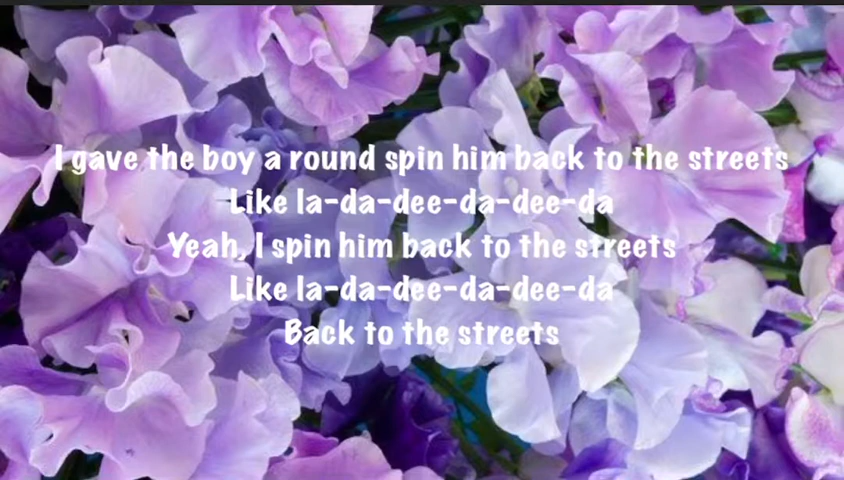 I gave the boy a round spin him back to the streets
Like la-da-dee-da-dee-da
Yeah, I spin him back to the streets
Like la-da-dee-da-dee-da
Back to the streets